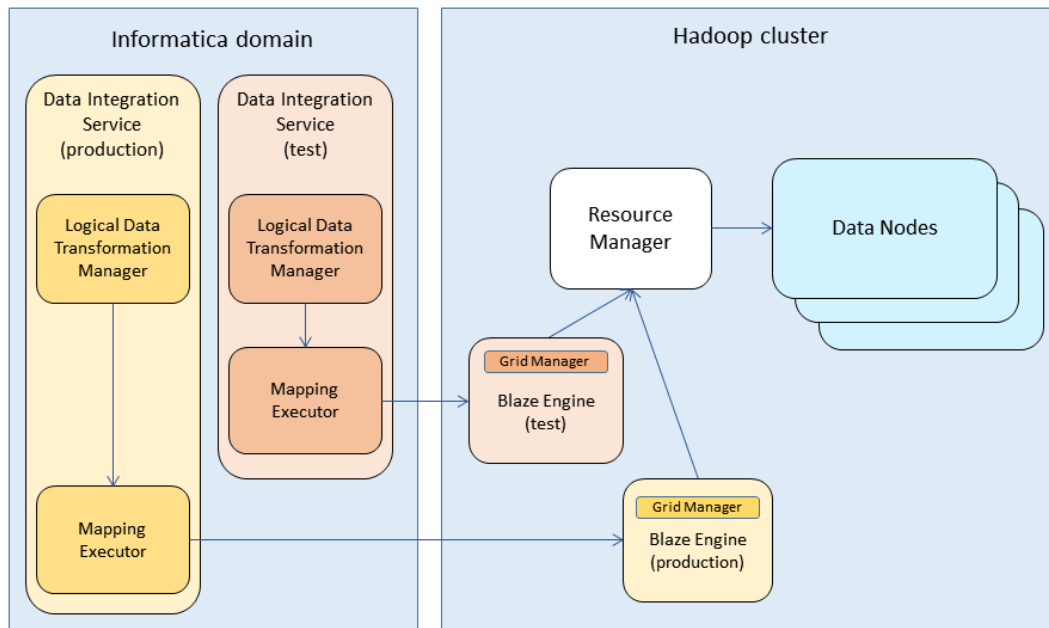 Informatica domain
Data Integration
Service
(production)
Logical Data
Transformation
Manager
Mapping
Executor
Data Integration
Service
(test)
Logical Data
Transformation
Manager
Mapping
Executor
Hadoop cluster
Resource
Manager
Data Nodes
Grid Manager
Blaze Engine
(test)
Grid Manager
Blaze Engine
(production)